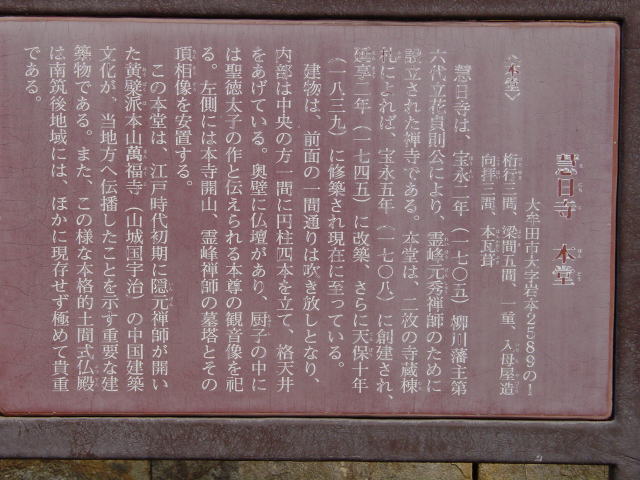 慧日寺　本堂
大牟田市大字岩本2589の1
〈本堂〉
桁行三間、梁間五間、一重、入母屋造
向拝三間、本瓦葺
慧日寺は、宝永二年（一七〇五）柳川藩主第
六代立花貞則公により、霊峰元秀禅師のために
設立された禅寺である。本堂は、二枚の寺蔵棟
札によれば、宝永五年（一七〇八）に創建され、
延享二年（一七四五）に改築、さらに天保十年
（一八三九）に修築され現在に至っている。
建物は、前面の一間通りは吹き放しとなり、
内部は中央の方一間に円柱四本を立て、格天井
をあげている。奥壁に仏壇があり、厨子の中に
は聖徳太子の作と伝えられる本尊の観音像を祀
る。左側には本寺開山、霊峰禅師の墓塔とその
頂相像を安置する。
この本堂は、江戸時代初期に隠元禅師が開い
た黄檗派本山萬福寺（山城国宇治）の中国建築
文化が、当地方へ伝播したことを示す重要な建
築物である。また、この様な本格的土間式仏殿
は南筑後地域には、ほかに現存せず極めて貴重
である。